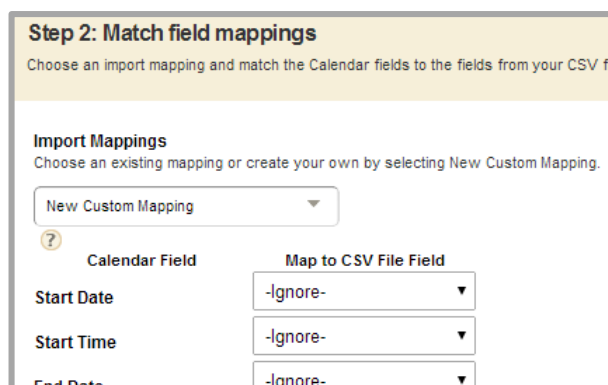 Step 2: Match field mappings
Choose an import mapping and match the Calendar fields to the fields from your CSV
Import Mappings
Choose an existing mapping or create your own by selecting New Custom Mapping.
New Custom Mapping
?
Calendar Field Map to CSV File Field
Start Date -Ignore-
Start Time -Ignore-
End Date -Ignore-